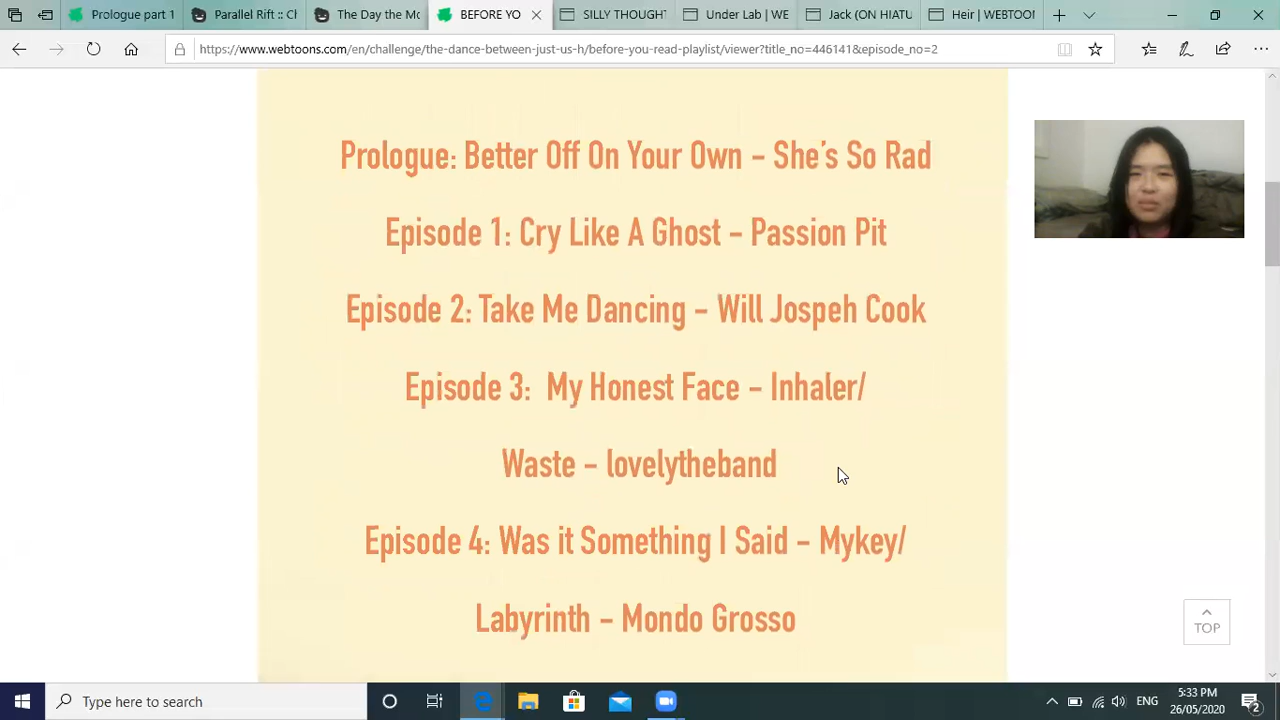 Prologue part 1
Parallel Rift :: Cl
The Day the Mo
BEFORE YO
SILLY THOUGHT
Under Lab | WE
Jack (ON HIATU
Heir | WEBTOON
https://www.webtoons.com/en/challenge/the-dance-between-just-us-h/before-you-read-playlist/viewer?title_no=446141&episode_no=2
Prologue: Better Off On Your Own - She's So Rad
Episode 1: Cry Like A Ghost - Passion Pit
Episode 2: Take Me Dancing - Will Jospeh Cook
Episode 3: My Honest Face - Inhaler/
Waste - lovelytheband
Episode 4: Was it Something I Said - Mykey/
Labyrinth - Mondo Grosso
TOP
Type here to search
ENG
5:33 PM
26/05/2020
2